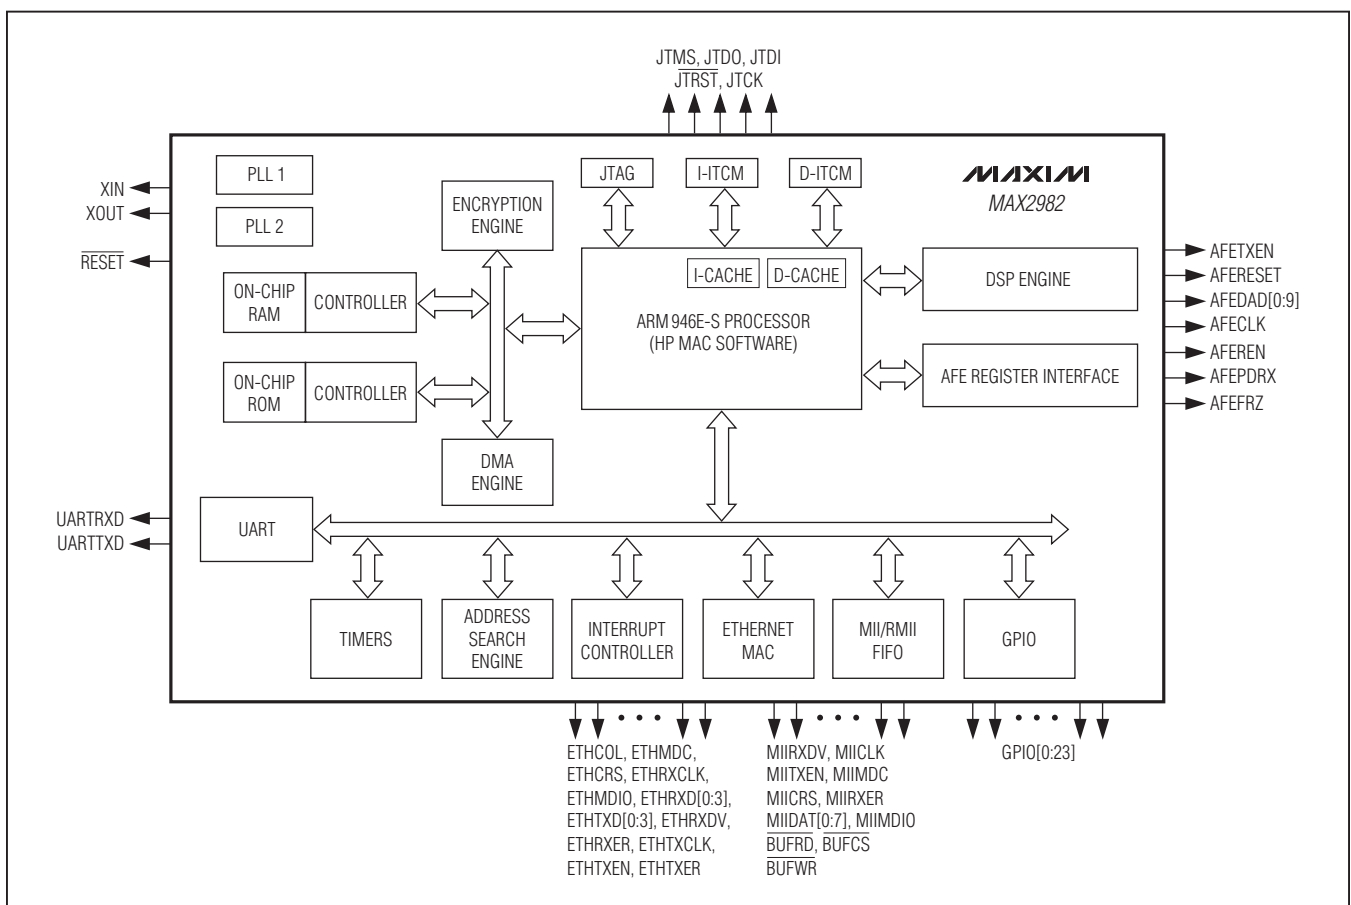 JTMS, JTDO, JTDI
JTRST, JTCK
XIN
XOUT
RESET
PLL 1
PLL 2
ENCRYPTION
ENGINE
JTAG
I-ITCM
D-ITCM
MAXIM
MAX2982
ON-CHIP
RAM
CONTROLLER
I-CACHE
D-CACHE
ARM 946E-S PROCESSOR
(HP MAC SOFTWARE)
DSP ENGINE
AFE REGISTER INTERFACE
AFETXEN
AFERESET
AFEDAD[0:9]
AFECLK
AFEREN
AFEPDRX
AFEFRZ
ON-CHIP
ROM
CONTROLLER
DMA
ENGINE
UARTRXD
UARTTXD
UART
TIMERS
ADDRESS
SEARCH
ENGINE
INTERRUPT
CONTROLLER
ETHERNET
MAC
MII/RMII
FIFO
GPIO
ETHCOL, ETHMDC,
ETHCRS, ETHRXCLK,
ETHMDIO, ETHRXD[0:3],
ETHTXD[0:3], ETHRXDV,
ETHRXER, ETHTXCLK,
ETHTXEN, ETHTXER
MIIRXDV, MIICLK
MIITXEN, MIIMDC
MIICRS, MIIRXER
MIIDAT[0:7], MIIMDIO
BUFRD, BUFCS
BUFWR
GPIO[0:23]